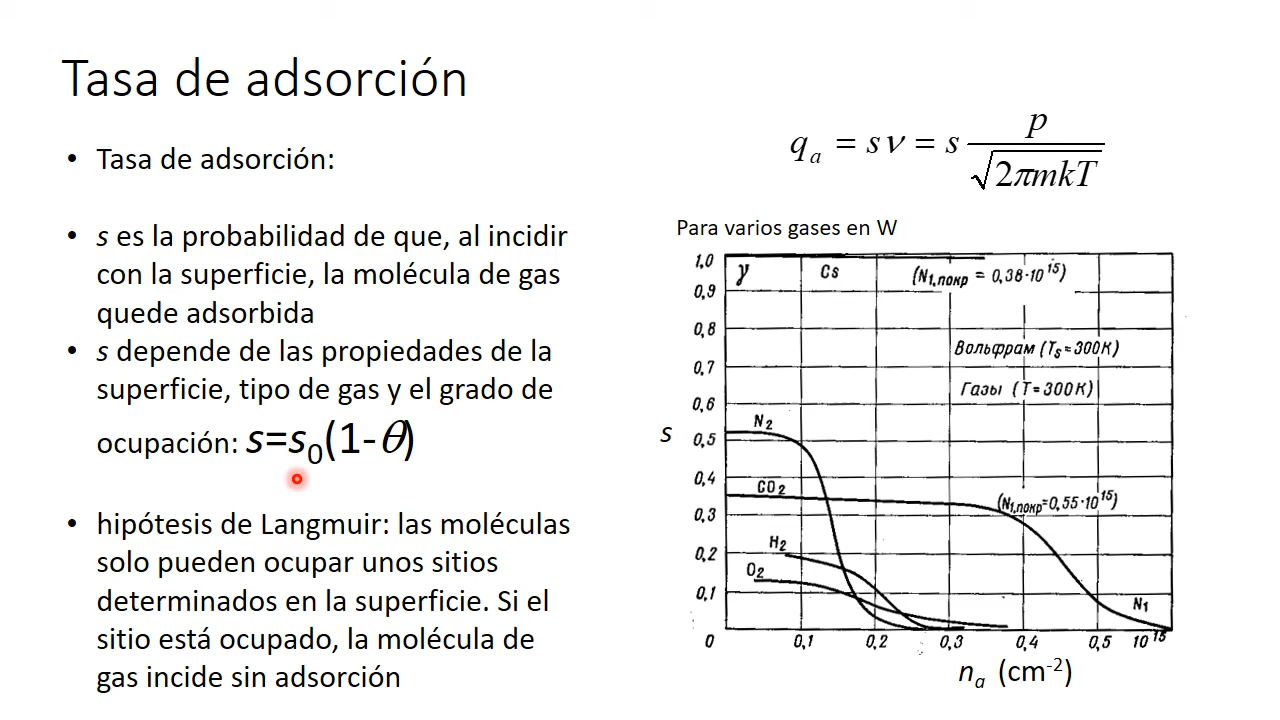 Tasa de adsorción
• Tasa de adsorción:
q_a = sν = s p / √(2πmkT)
• s es la probabilidad de que, al incidir
con la superficie, la molécula de gas
quede adsorbida
• s depende de las propiedades de la
superficie, tipo de gas y el grado de
ocupación: s=s₀(1-θ)
• hipótesis de Langmuir: las moléculas
solo pueden ocupar unos sitios
determinados en la superficie. Si el
sitio está ocupado, la molécula de
gas incide sin adsorción
Para varios gases en W
1,0
0,9
0,8
0,7
0,6
0,5
0,4
0,3
0,2
0,1
0
s
γ
Cs
(N1,покр = 0,38·10¹⁵)
Вольфрам (Ts=300К)
Газы (T=300К)
N2
CO2
(N1,покр=0,55·10¹⁵)
H2
O2
N1
0,1 0,2 0,3 0,4 0,5 10¹⁵
nₐ (cm⁻²)